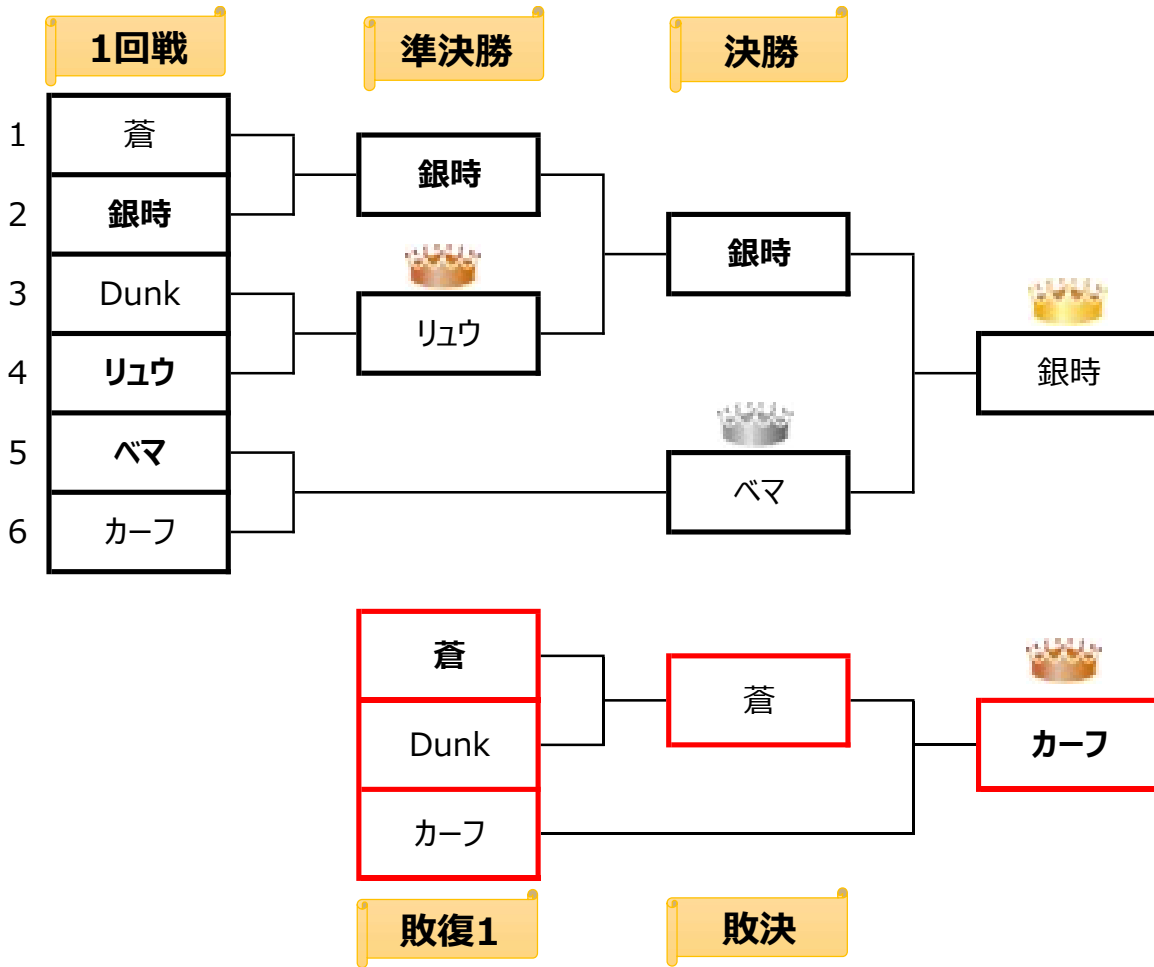 1回戦 準決勝 決勝
1 蒼
銀時
2 銀時
銀時
3 Dunk
リュウ
銀時
4 リュウ
5 ベマ
ベマ
6 カーフ
蒼
蒼
Dunk
カーフ
カーフ
敗復1 敗決